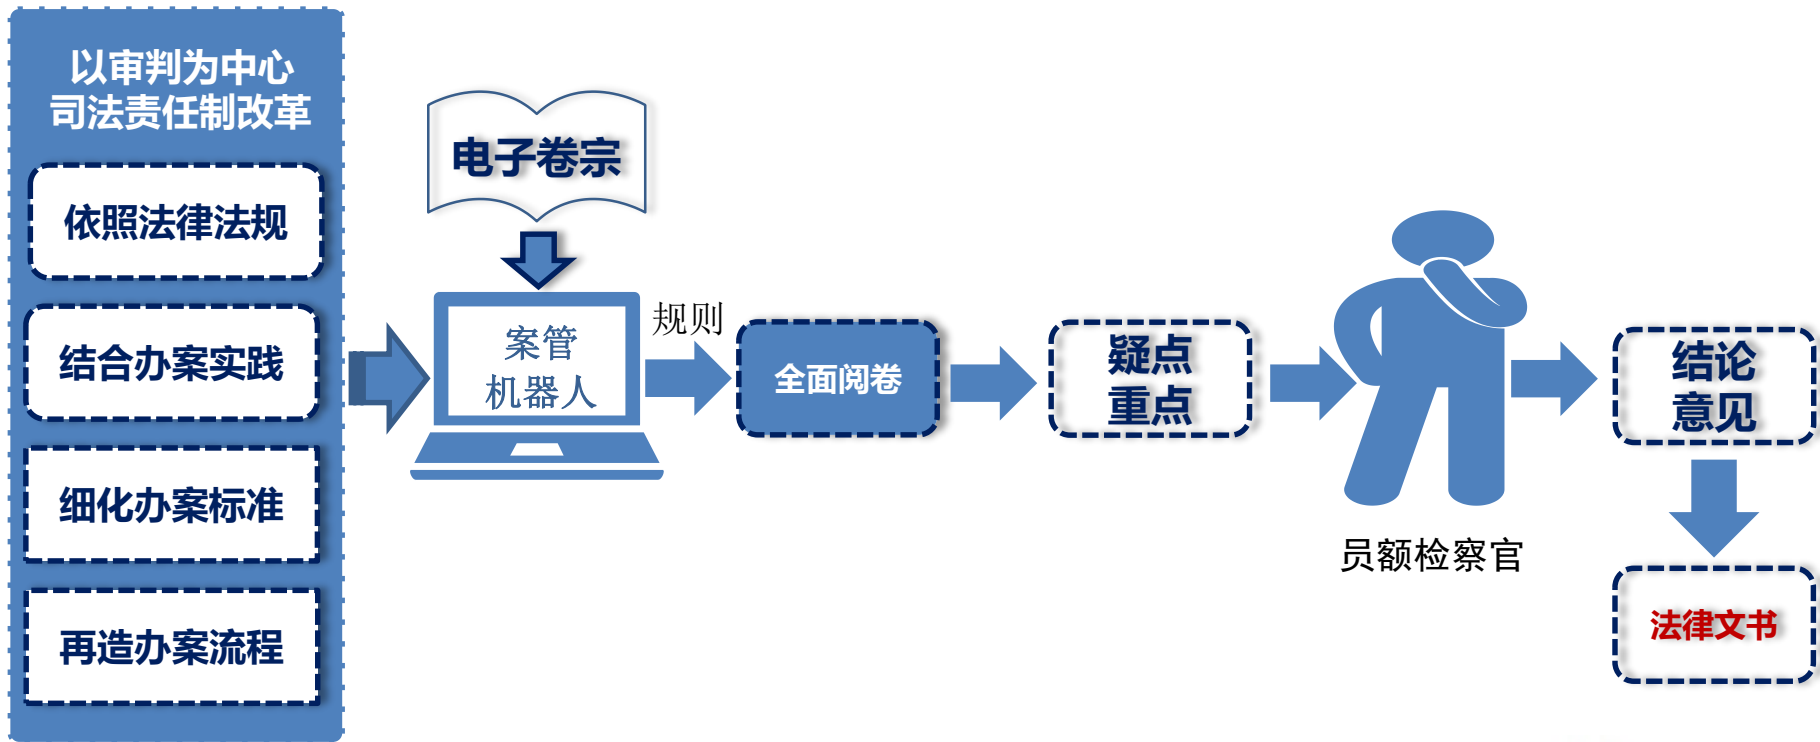 以审判为中心
司法责任制改革
依照法律法规
结合办案实践
细化办案标准
再造办案流程
电子卷宗
案管
机器人
规则
全面阅卷
疑点
重点
员额检察官
结论
意见
法律文书